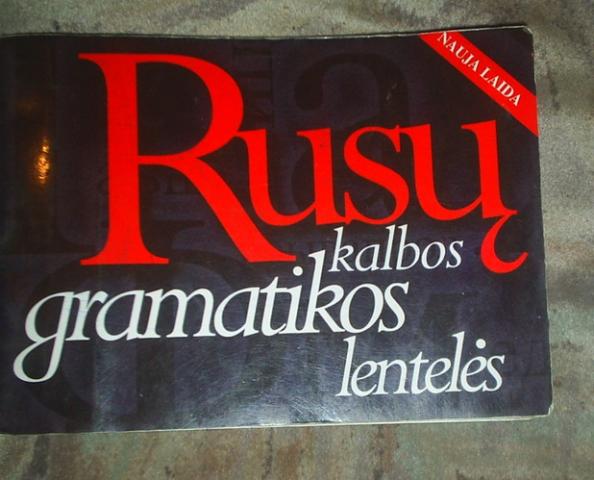 NAUJA LAIDA
Rusų
kalbos
gramatikos
lentelės